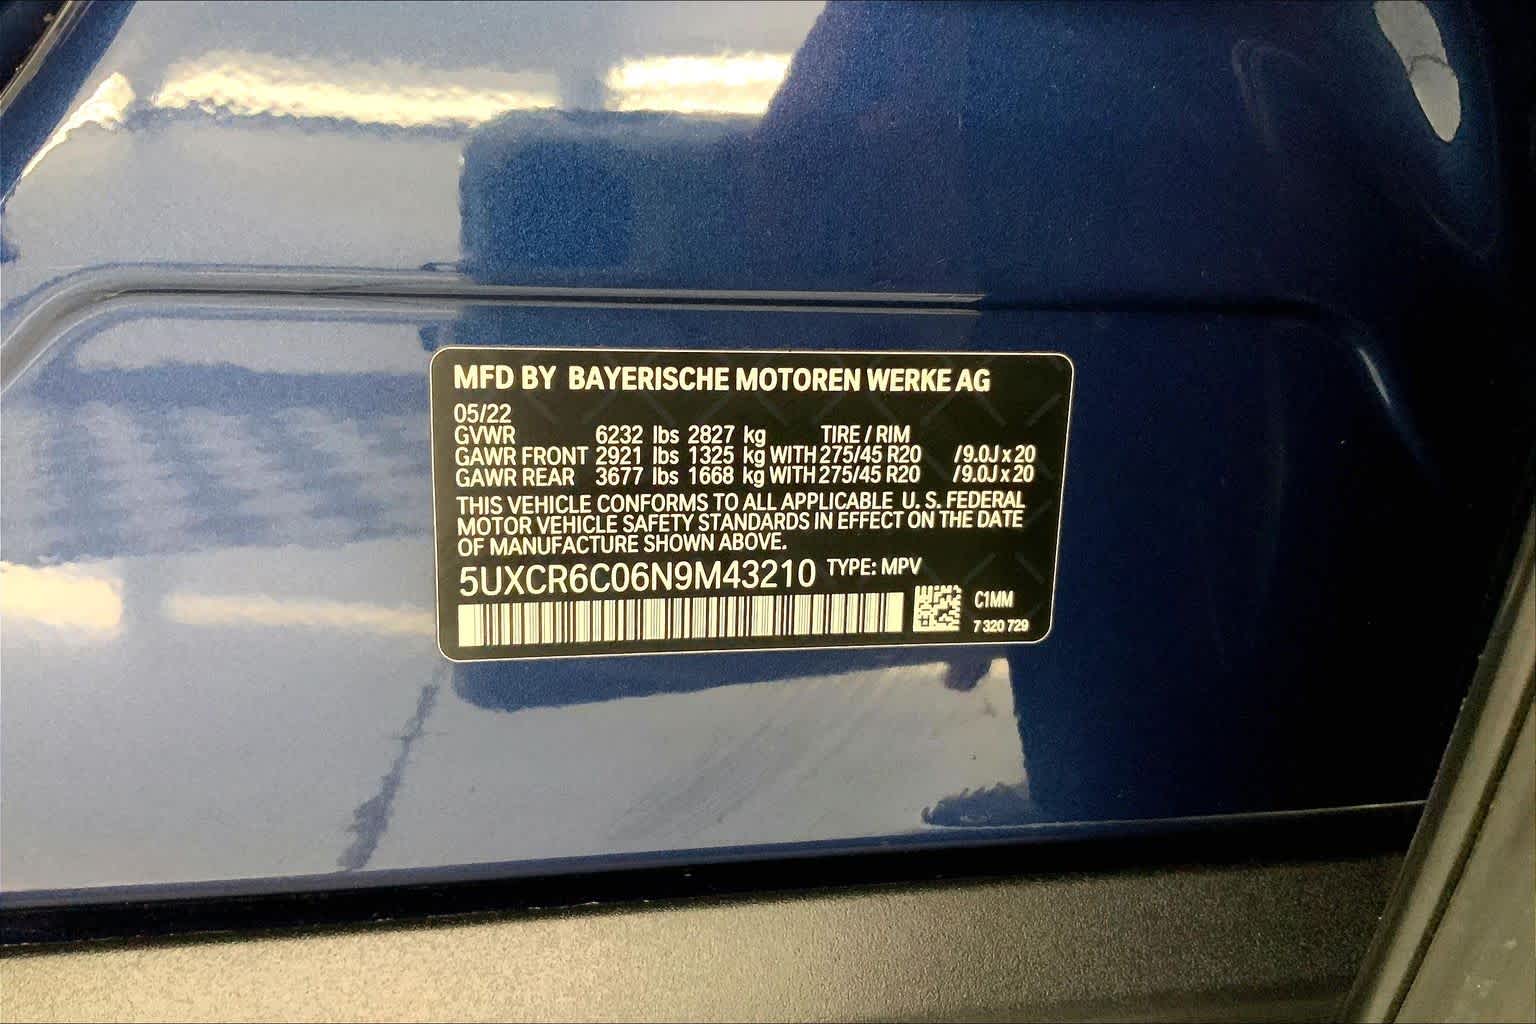 MFD BY BAYERISCHE MOTOREN WERKE AG
05/22
GVWR 6232 lbs 2827 kg TIRE / RIM
GAWR FRONT 2921 lbs 1325 kg WITH 275/45 R20 /9.0J x 20
GAWR REAR 3677 lbs 1668 kg WITH 275/45 R20 /9.0J x 20
THIS VEHICLE CONFORMS TO ALL APPLICABLE U. S. FEDERAL
MOTOR VEHICLE SAFETY STANDARDS IN EFFECT ON THE DATE
OF MANUFACTURE SHOWN ABOVE.
5UXCR6C06N9M43210 TYPE: MPV
C1MM
7 320 729